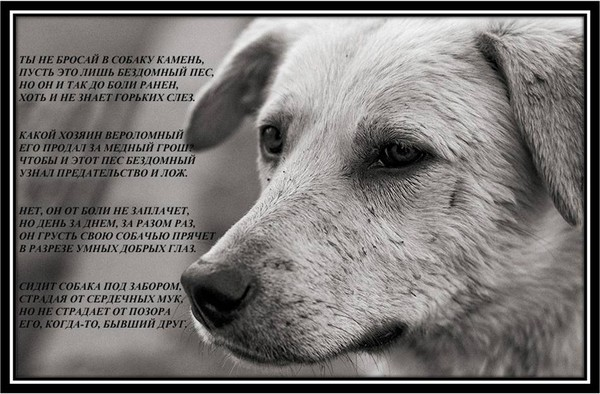 ТЫ НЕ БРОСАЙ В СОБАКУ КАМЕНЬ,
ПУСТЬ ЭТО ЛИШЬ БЕЗДОМНЫЙ ПЕС,
НО ОН И ТАК ДО БОЛИ РАНЕН,
ХОТЬ И НЕ ЗНАЕТ ГОРЬКИХ СЛЕЗ.
КАКОЙ ХОЗЯИН ВЕРОЛОМНЫЙ
ЕГО ПРОДАЛ ЗА МЕДНЫЙ ГРОШ?
ЧТОБЫ И ЭТОТ ПЕС БЕЗДОМНЫЙ
УЗНАЛ ПРЕДАТЕЛЬСТВО И ЛОЖ.
НЕТ, ОН ОТ БОЛИ НЕ ЗАПЛАЧЕТ,
НО ДЕНЬ ЗА ДНЕМ, ЗА РАЗОМ РАЗ,
ОН ГРУСТЬ СВОЮ СОБАЧЬЮ ПРЯЧЕТ
В РАЗРЕЗЕ УМНЫХ ДОБРЫХ ГЛАЗ.
СИДИТ СОБАКА ПОД ЗАБОРОМ,
СТРАДАЯ ОТ СЕРДЕЧНЫХ МУК,
НО НЕ СТРАДАЕТ ОТ ПОЗОРА
ЕГО, КОГДА-ТО, БЫВШИЙ ДРУГ.